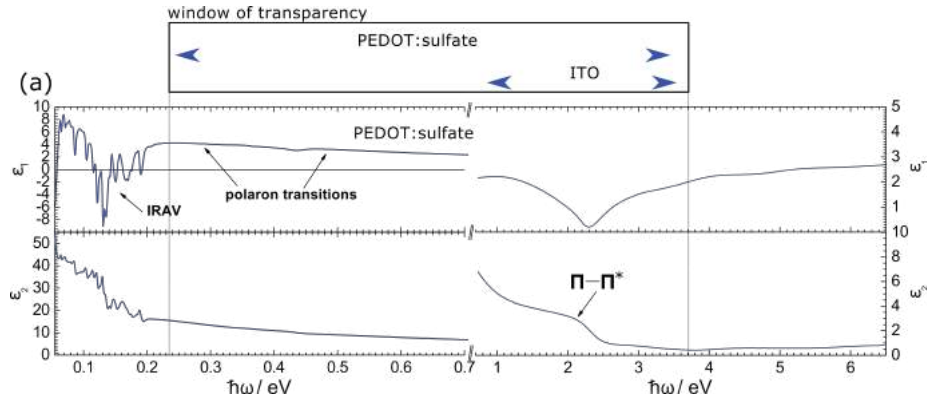 window of transparency
PEDOT:sulfate
ITO
(a)
10
8
6
4
2
0
-2
-4
-6
-8
ε₁
PEDOT:sulfate
polaron transitions
IRAV
5
4
3
2
1
ε₁
50
40
30
20
10
0
ε₂
Π—Π*
10
8
6
4
2
0
ε₂
0.1 0.2 0.3 0.4 0.5 0.6 0.7
1 2 3 4 5 6
ħω / eV
ħω / eV